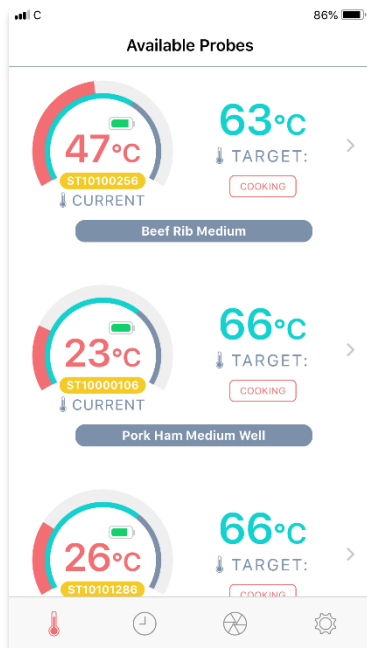 C 86%
Available Probes
47°C
ST10100256
CURRENT
63°C
TARGET:
COOKING
Beef Rib Medium
23°C
ST10000106
CURRENT
66°C
TARGET:
COOKING
Pork Ham Medium Well
26°C
ST10101286
66°C
TARGET:
COOKING